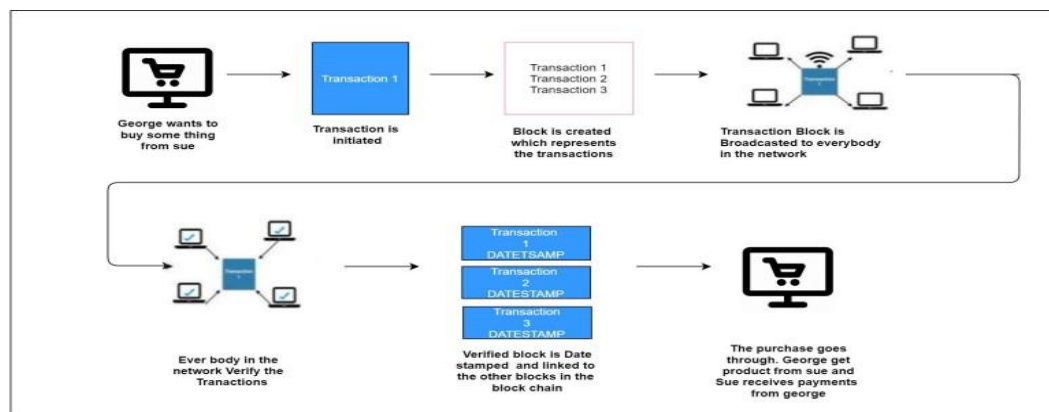 George wants to
buy some thing
from sue
Transaction 1
Transaction is
initiated
Transaction 1
Transaction 2
Transaction 3
Block is created
which represents
the transactions
Transaction Block is
Broadcasted to everybody
in the network
Ever body in the
network Verify the
Tranactions
Transaction
1
DATETSAMP
Transaction
2
DATESTAMP
Transaction
3
DATESTAMP
Verified block is Date
stamped and linked to
the other blocks in the
block chain
The purchase goes
through. George get
product from sue and
Sue receives payments
from george